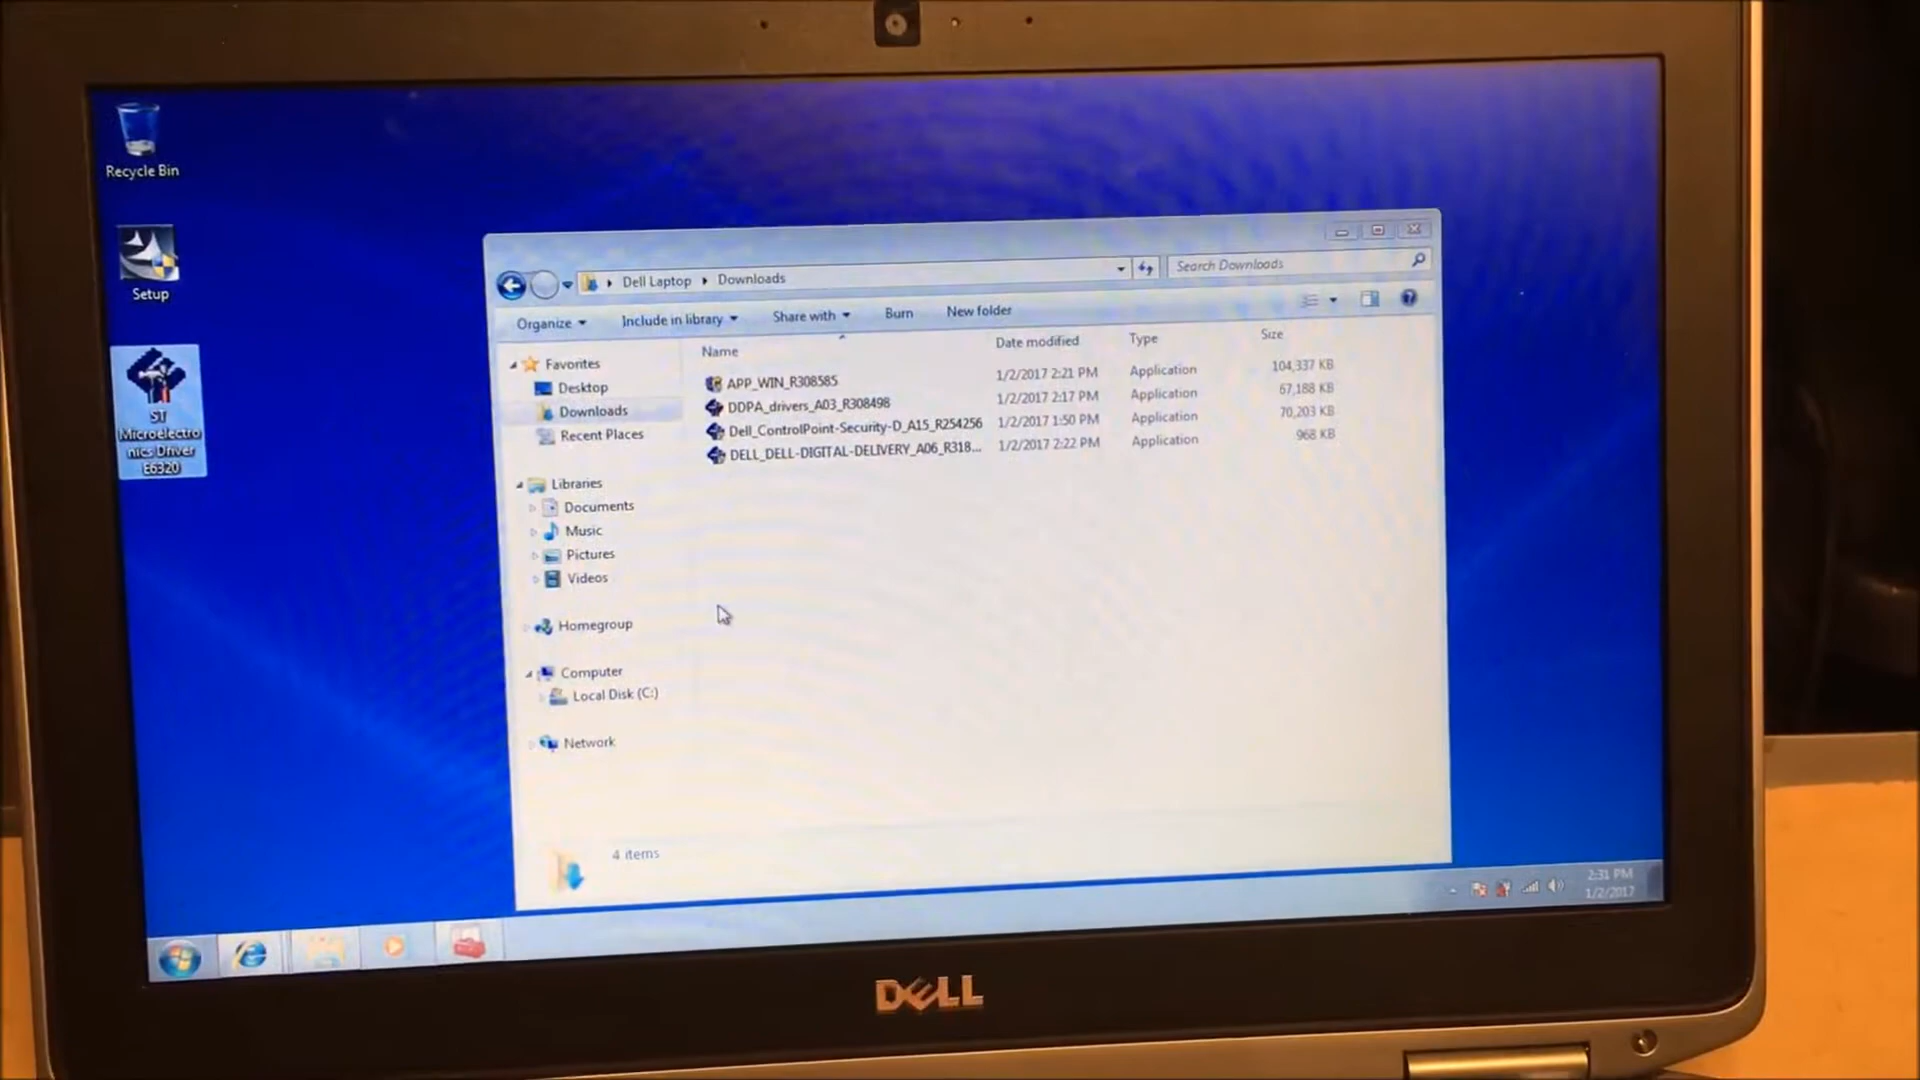 Recycle Bin
Setup
ST
Microelectro
nics Driver
E6320
Dell Laptop
Downloads
Search Downloads
Organize
Include in library
Share with
Burn
New folder
Name
Date modified
Type
Size
APP_WIN_R308585
1/2/2017 2:21 PM
Application
104,337 KB
DDPA_drivers_A03_R308498
1/2/2017 2:17 PM
Application
67,188 KB
Dell_ControlPoint-Security-D_A15_R254256
1/2/2017 1:50 PM
Application
70,203 KB
DELL_DELL-DIGITAL-DELIVERY_A06_R318...
1/2/2017 2:22 PM
Application
968 KB
Favorites
Desktop
Downloads
Recent Places
Libraries
Documents
Music
Pictures
Videos
Homegroup
Computer
Local Disk (C:)
Network
4 items
2:31 PM
1/2/2017
DELL